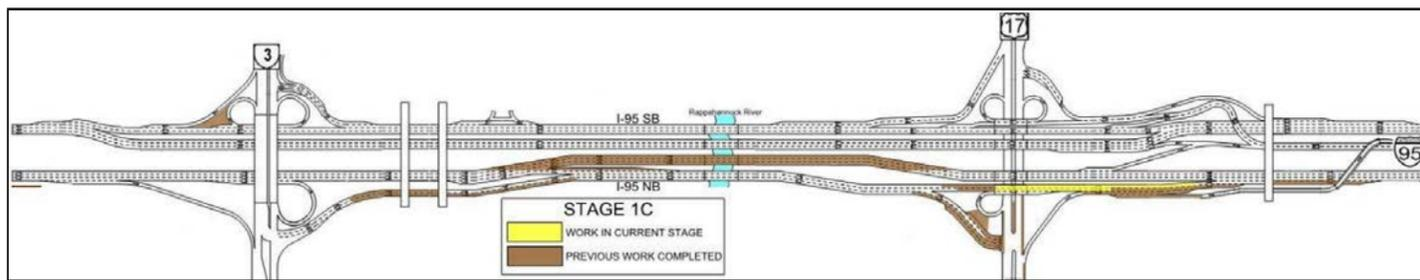 3
17
I-95 SB
Rappahannock River
95
I-95 NB
STAGE 1C
WORK IN CURRENT STAGE
PREVIOUS WORK COMPLETED